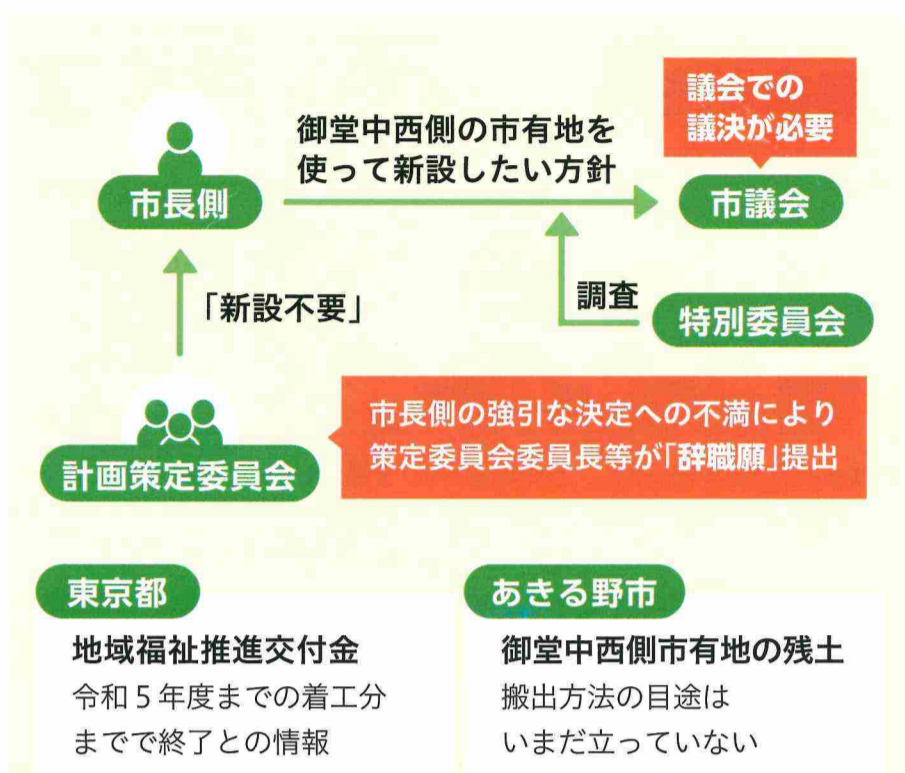 議会での
議決が必要
御堂中西側の市有地を
使って新設したい方針
市長側
市議会
「新設不要」
調査
特別委員会
市長側の強引な決定への不満により
策定委員会委員長等が「辞職願」提出
計画策定委員会
東京都
地域福祉推進交付金
令和5年度までの着工分
までで終了との情報
あきる野市
御堂中西側市有地の残土
搬出方法の目途は
いまだ立っていない